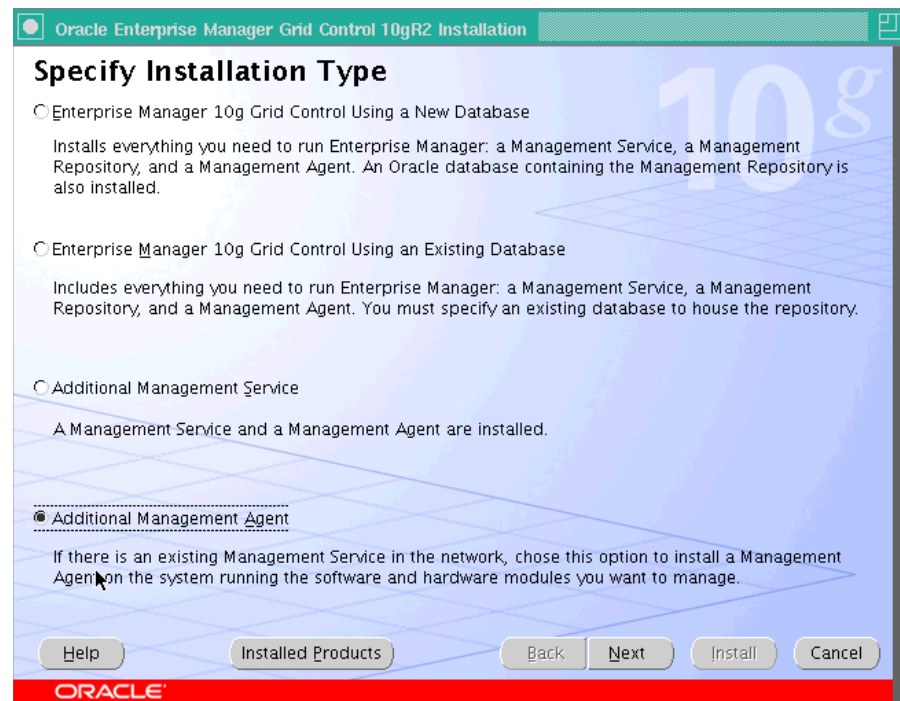 Oracle Enterprise Manager Grid Control 10gR2 Installation
Specify Installation Type
10g
Enterprise Manager 10g Grid Control Using a New Database
Installs everything you need to run Enterprise Manager: a Management Service, a Management
Repository, and a Management Agent. An Oracle database containing the Management Repository is
also installed.
Enterprise Manager 10g Grid Control Using an Existing Database
Includes everything you need to run Enterprise Manager: a Management Service, a Management
Repository, and a Management Agent. You must specify an existing database to house the repository.
Additional Management Service
A Management Service and a Management Agent are installed.
Additional Management Agent
If there is an existing Management Service in the network, chose this option to install a Management
Agent on the system running the software and hardware modules you want to manage.
Help Installed Products Back Next Install Cancel
ORACLE